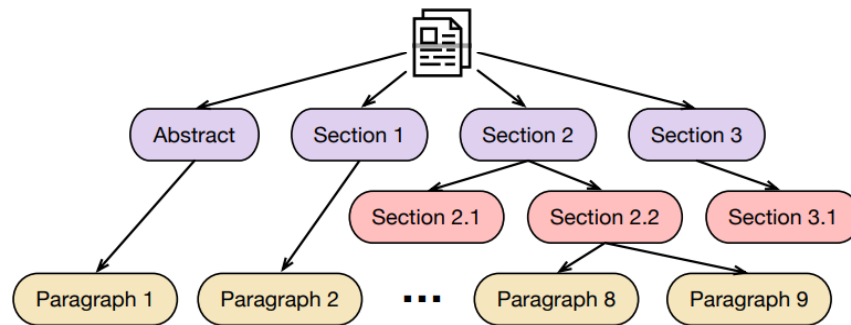 Abstract
Section 1
Section 2
Section 3
Section 2.1
Section 2.2
Section 3.1
Paragraph 1
Paragraph 2
...
Paragraph 8
Paragraph 9